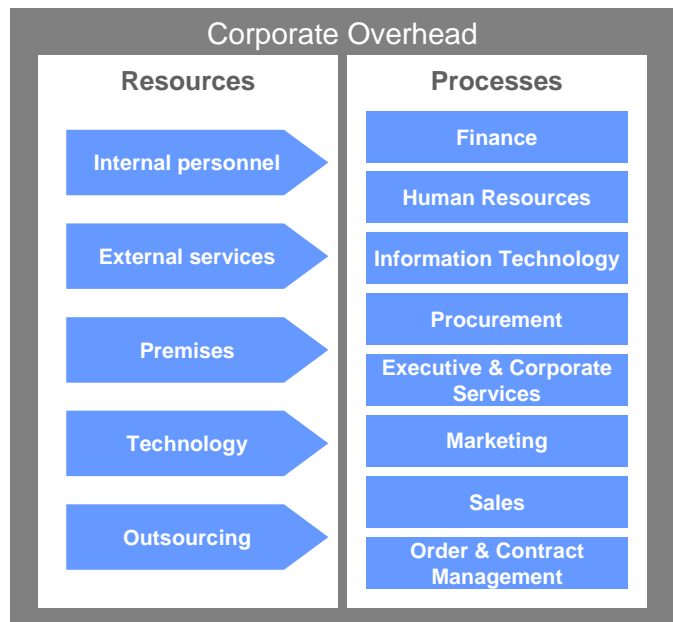 Corporate Overhead
Resources
Internal personnel
External services
Premises
Technology
Outsourcing
Processes
Finance
Human Resources
Information Technology
Procurement
Executive & Corporate
Services
Marketing
Sales
Order & Contract
Management